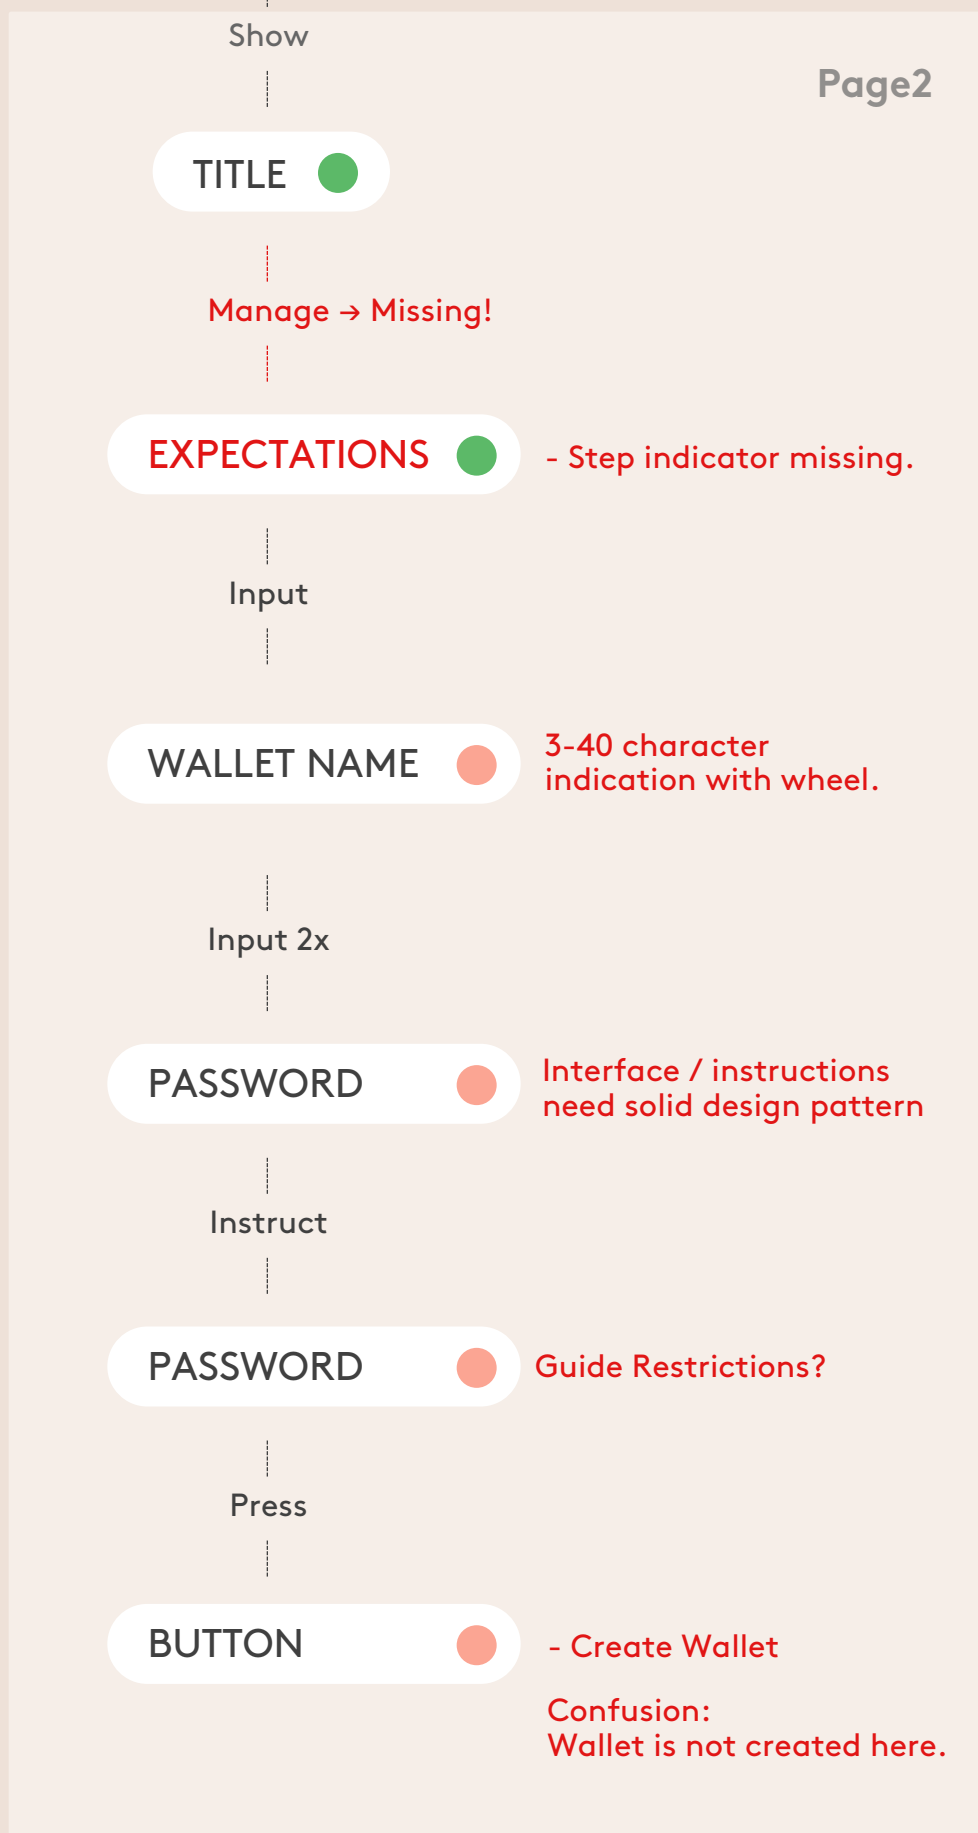 Show
Page2
TITLE
Manage → Missing!
EXPECTATIONS
- Step indicator missing.
Input
WALLET NAME
3-40 character
indication with wheel.
Input 2x
PASSWORD
Interface / instructions
need solid design pattern
Instruct
PASSWORD
Guide Restrictions?
Press
BUTTON
- Create Wallet
Confusion:
Wallet is not created here.